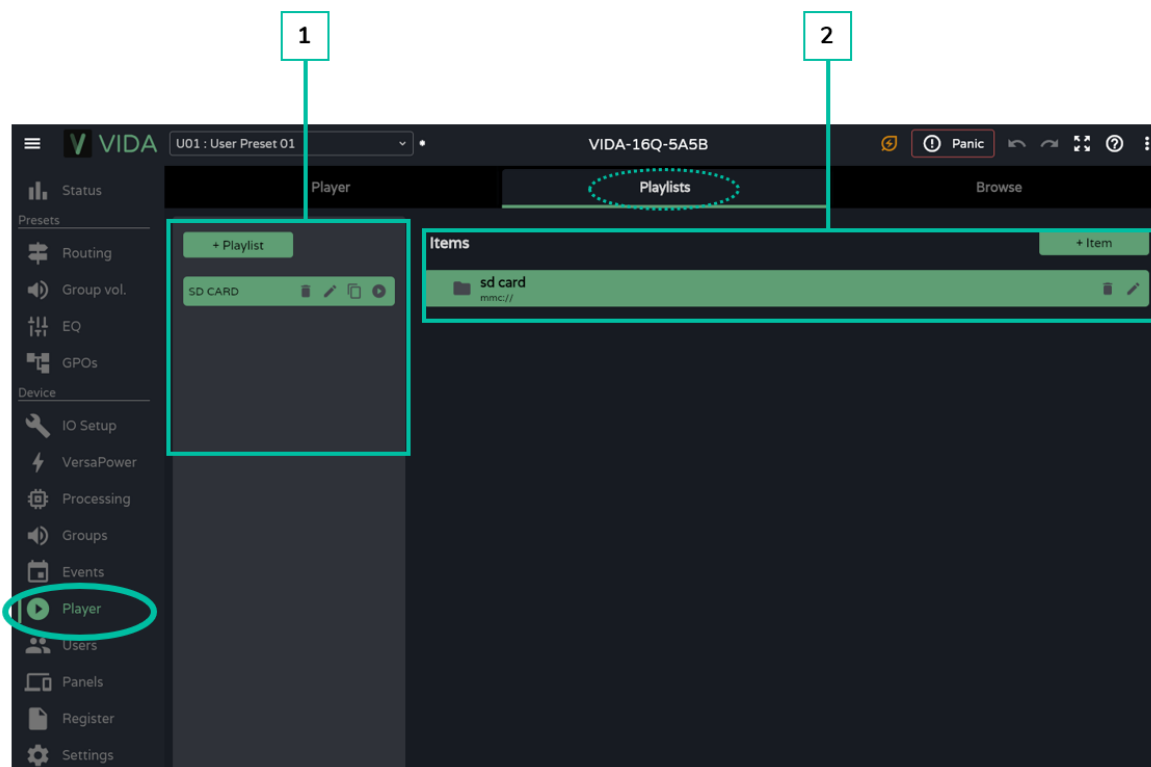 1
2
VIDA
U01 : User Preset 01
VIDA-16Q-5A5B
Panic
Status
Player
Playlists
Browse
Presets
Routing
Group vol.
EQ
GPOs
Device
IO Setup
VersaPower
Processing
Groups
Events
Player
Users
Panels
Register
Settings
+ Playlist
SD CARD
Items
+ Item
sd card
mmc://